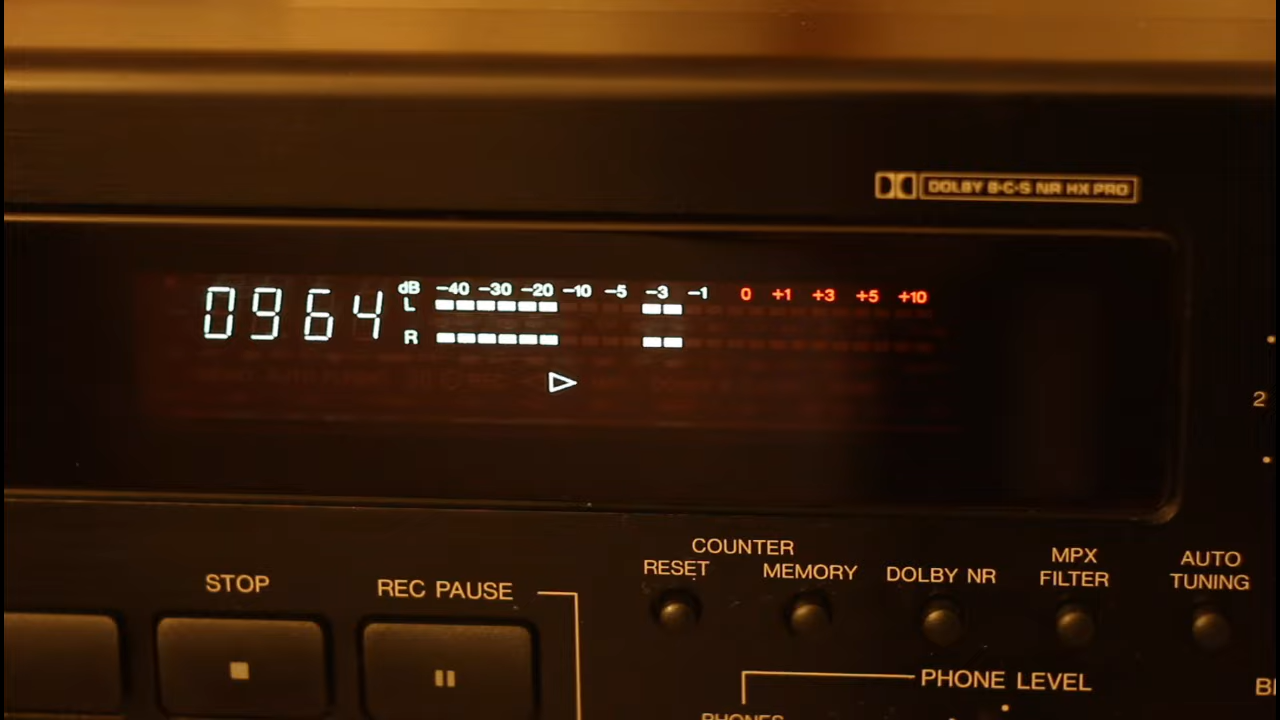 DOLBY B·C·S NR HX PRO
0964
dB -40 -30 -20 -10 -5 -3 -1 0 +1 +3 +5 +10
L
R
2
COUNTER
RESET MEMORY
DOLBY NR
MPX
FILTER
AUTO
TUNING
STOP
REC PAUSE
PHONE LEVEL
PHONES